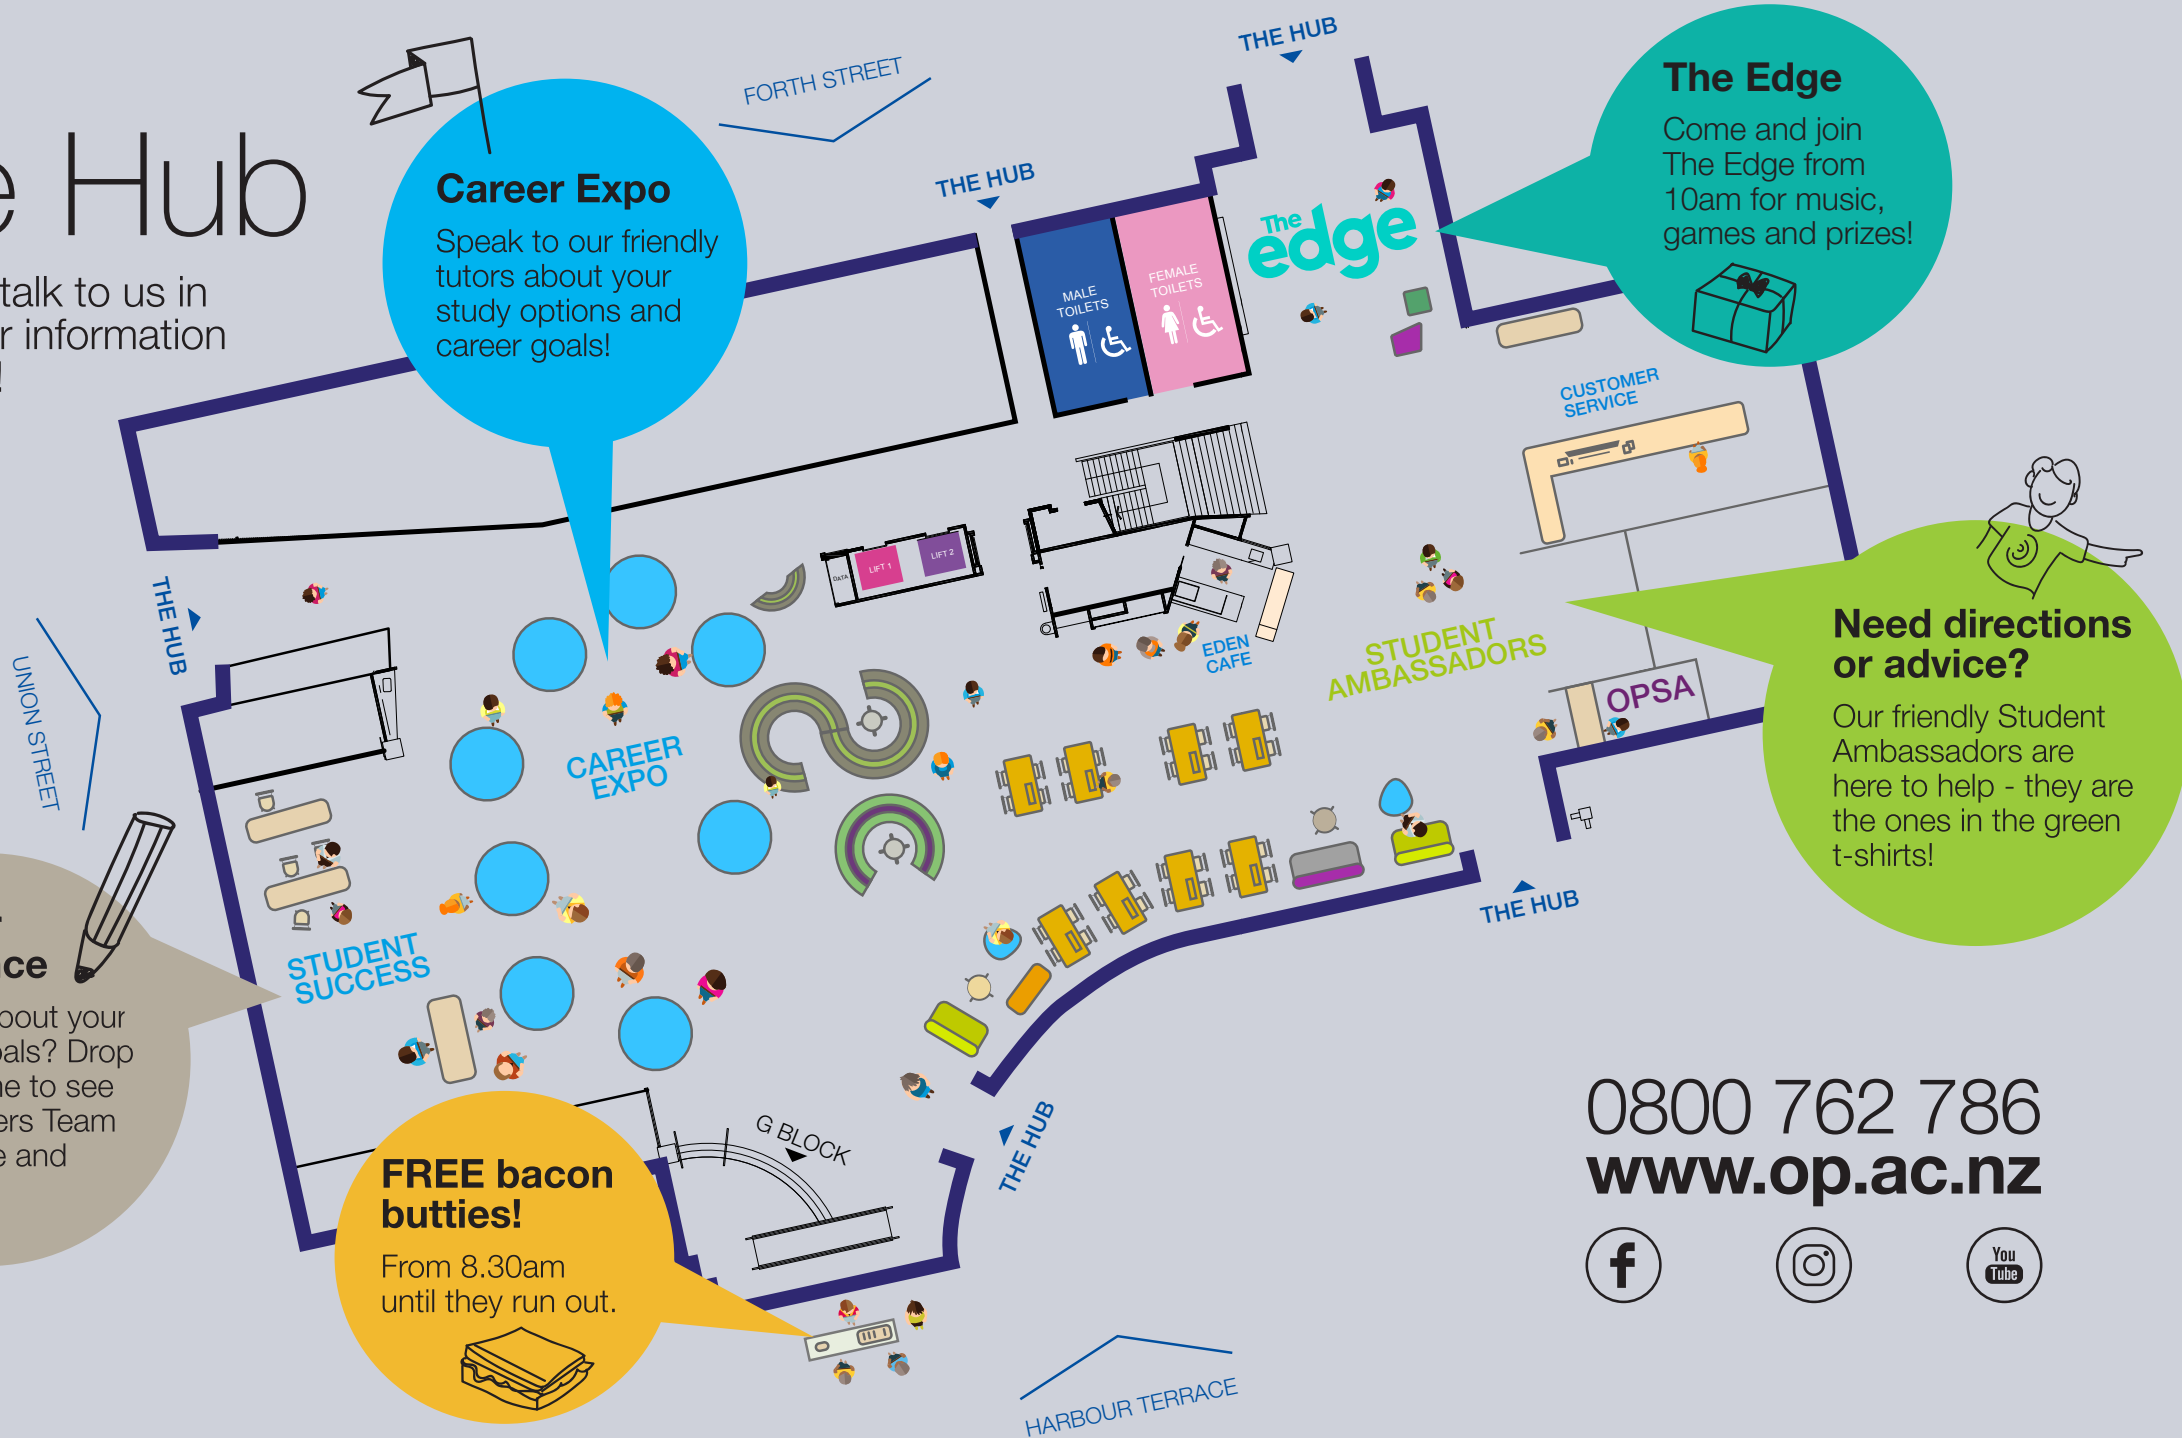 e Hub
talk to us in
r information
!
Career Expo
Speak to our friendly
tutors about your
study options and
career goals!
FORTH STREET
THE HUB
THE HUB
The Edge
Come and join
The Edge from
10am for music,
games and prizes!
The
edge
MALE
TOILETS
FEMALE
TOILETS
CUSTOMER
SERVICE
DATA
LIFT 1
LIFT 2
THE HUB
UNION STREET
EDEN
CAFE
STUDENT
AMBASSADORS
OPSA
Need directions
or advice?
Our friendly Student
Ambassadors are
here to help - they are
the ones in the green
t-shirts!
CAREER
EXPO
THE HUB
STUDENT
SUCCESS
nce
bout your
oals? Drop
me to see
ers Team
e and
THE HUB
G BLOCK
FREE bacon
butties!
From 8.30am
until they run out.
HARBOUR TERRACE
0800 762 786
www.op.ac.nz
f
You
Tube